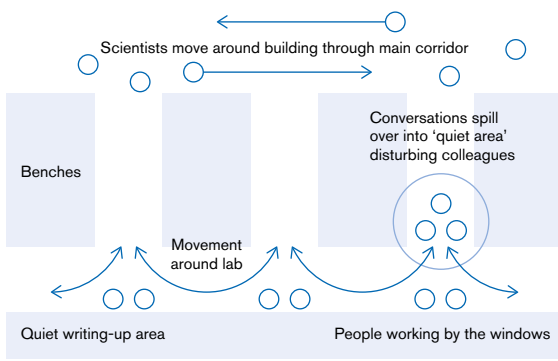 Scientists move around building through main corridor
Conversations spill
over into ‘quiet area’
disturbing colleagues
Benches
Movement
around lab
Quiet writing-up area
People working by the windows